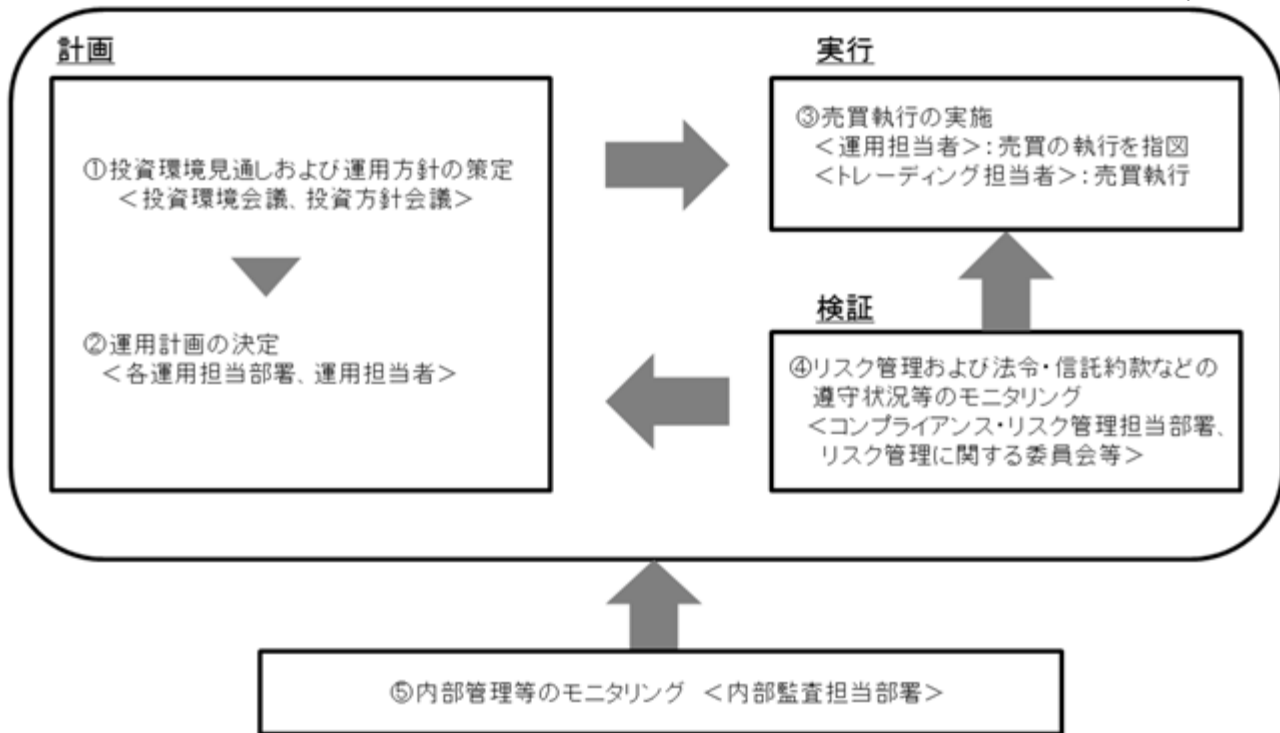 計画
①投資環境見通しおよび運用方針の策定
＜投資環境会議、投資方針会議＞
②運用計画の決定
＜各運用担当部署、運用担当者＞
実行
③売買執行の実施
＜運用担当者＞：売買の執行を指図
＜トレーディング担当者＞：売買執行
検証
④リスク管理および法令・信託約款などの
遵守状況等のモニタリング
＜コンプライアンス・リスク管理担当部署、
リスク管理に関する委員会等＞
⑤内部管理等のモニタリング ＜内部監査担当部署＞